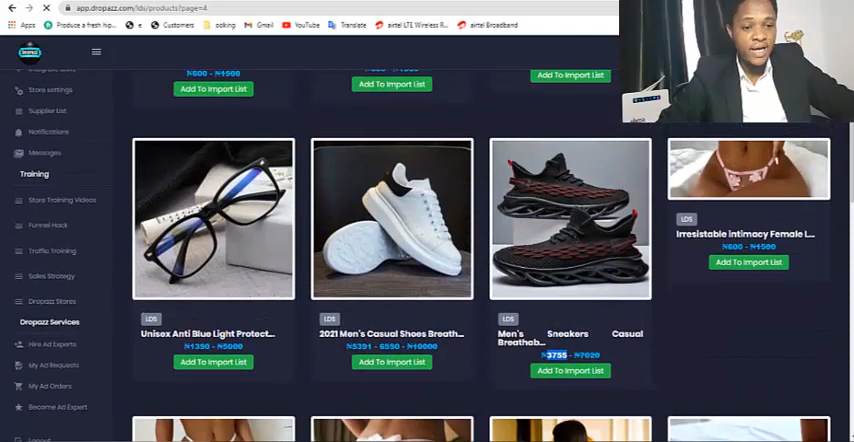 app.dropazz.com/lds/products?page=4
Apps
Produce a fresh hip...
e
Customers
ooking
Gmail
YouTube
Translate
airtel LTE Wireless R...
airtel Broadband
DROPAZZ
Store settings
Supplier List
Notifications
Messages
Training
Store Training Videos
Funnel Hack
Traffic Training
Sales Strategy
Dropazz Stores
Dropazz Services
Hire Ad Experts
My Ad Requests
My Ad Orders
Become Ad Expert
Logout
₦600 - ₦1500
Add To Import List
Add To Import List
Add To Import List
LDS
Unisex Anti Blue Light Protect...
₦1390 - ₦5000
Add To Import List
LDS
2021 Men's Casual Shoes Breath...
₦5391 - 6590 - ₦10000
Add To Import List
LDS
Men's Sneakers Casual
Breathab...
₦3755 - ₦7020
Add To Import List
LDS
Irresistable intimacy Female L...
₦600 - ₦1500
Add To Import List